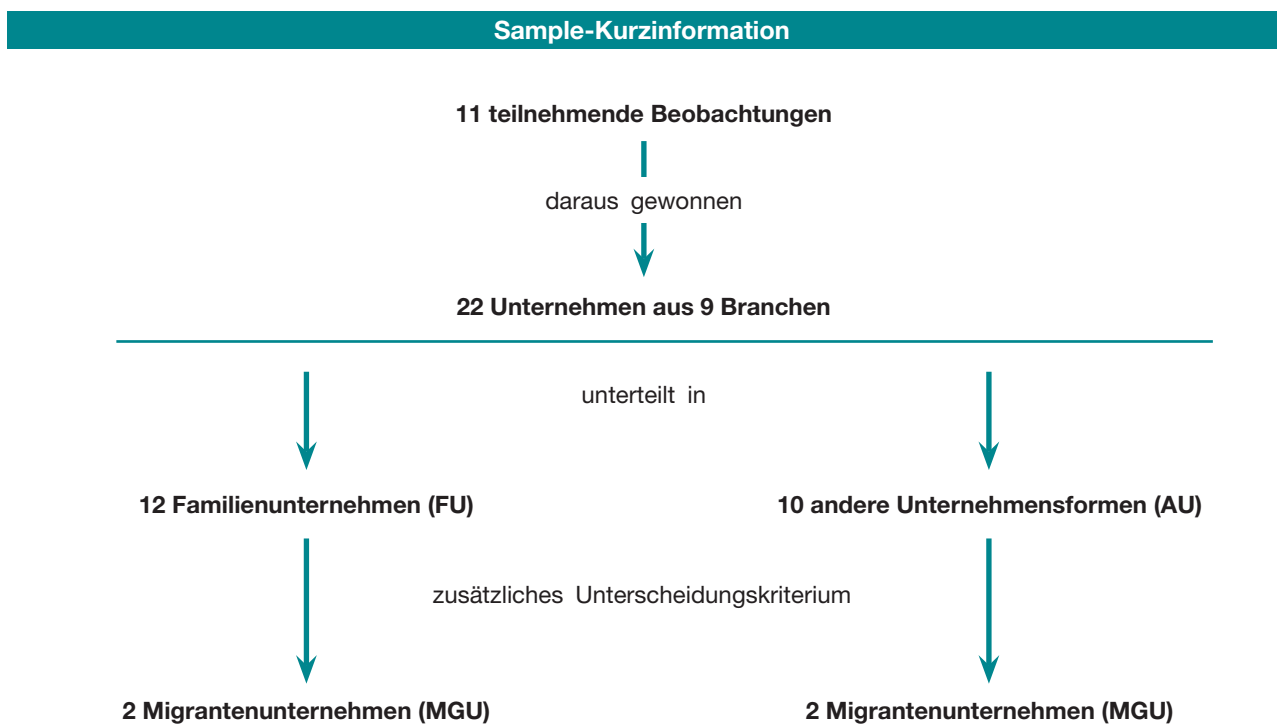 Sample-Kurzinformation
11 teilnehmende Beobachtungen
daraus gewonnen
22 Unternehmen aus 9 Branchen
unterteilt in
12 Familienunternehmen (FU)
10 andere Unternehmensformen (AU)
zusätzliches Unterscheidungskriterium
2 Migrantenunternehmen (MGU)
2 Migrantenunternehmen (MGU)